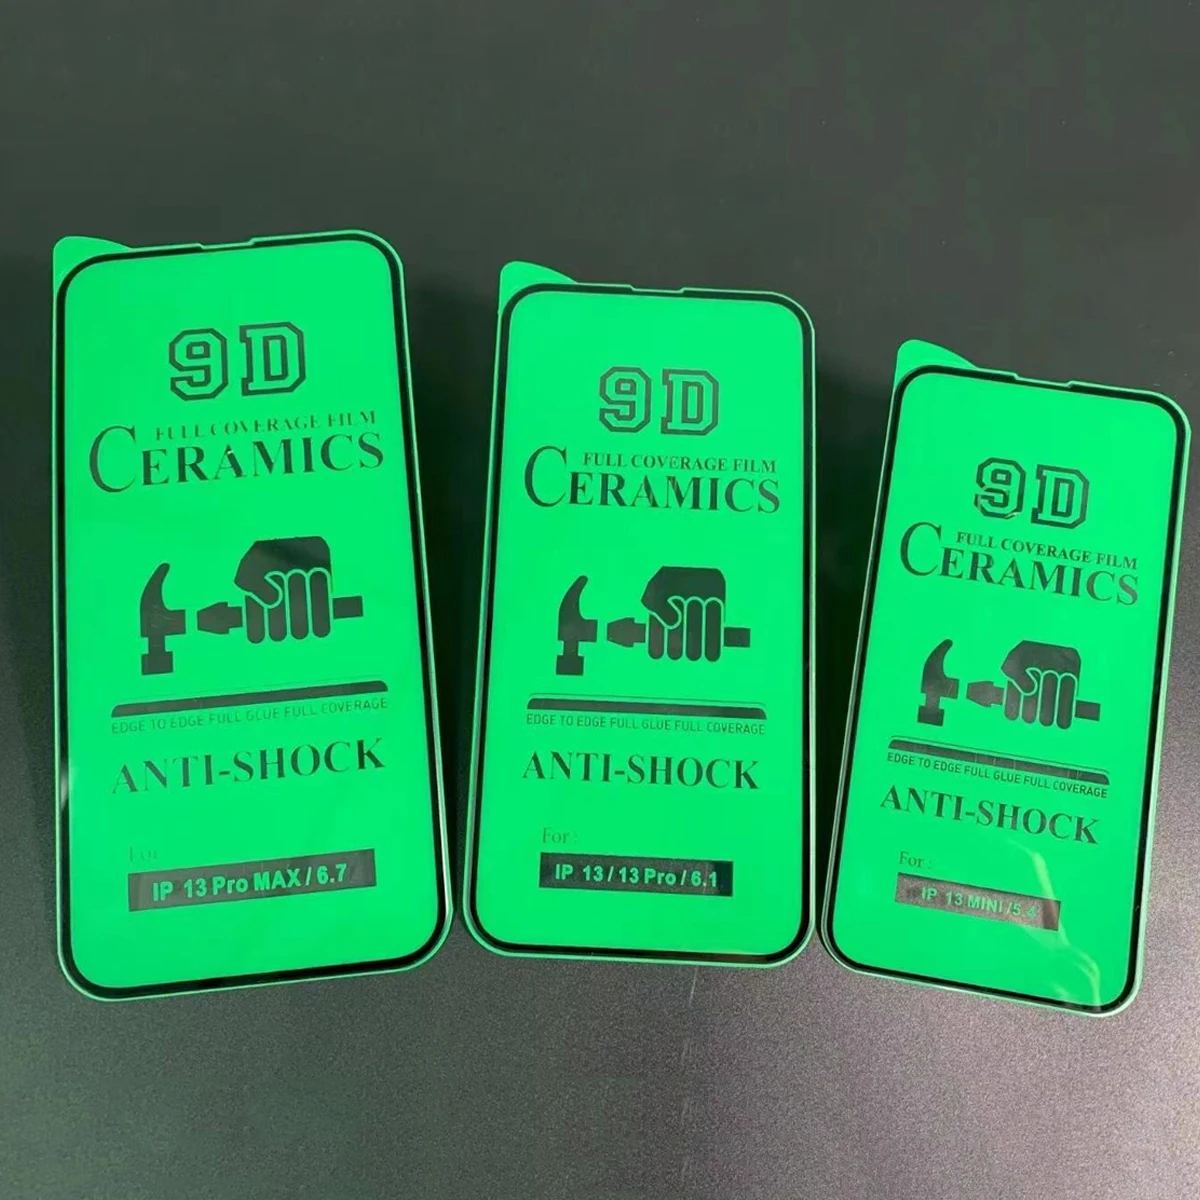 9D
FULL COVERAGE FILM
CERAMICS
EDGE TO EDGE FULL GLUE FULL COVERAGE
ANTI-SHOCK
For
IP 13 Pro MAX / 6.7
9D
FULL COVERAGE FILM
CERAMICS
EDGE TO EDGE FULL GLUE FULL COVERAGE
ANTI-SHOCK
For :
IP 13 / 13 Pro / 6.1
9D
FULL COVERAGE FILM
CERAMICS
EDGE TO EDGE FULL GLUE FULL COVERAGE
ANTI-SHOCK
For :
IP 13 MINI / 5.4